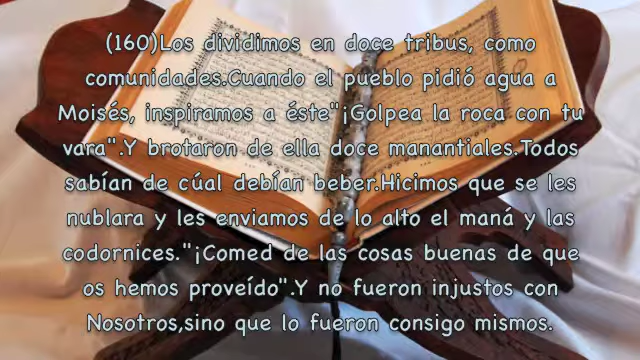 (160)Los dividimos en doce tribus, como
comunidades.Cuando el pueblo pidió agua a
Moisés, inspiramos a éste"¡Golpea la roca con tu
vara".Y brotaron de ella doce manantiales.Todos
sabían de cúal debían beber.Hicimos que se les
nublara y les enviamos de lo alto el maná y las
codornices."¡Comed de las cosas buenas de que
os hemos proveído".Y no fueron injustos con
Nosotros,sino que lo fueron consigo mismos.